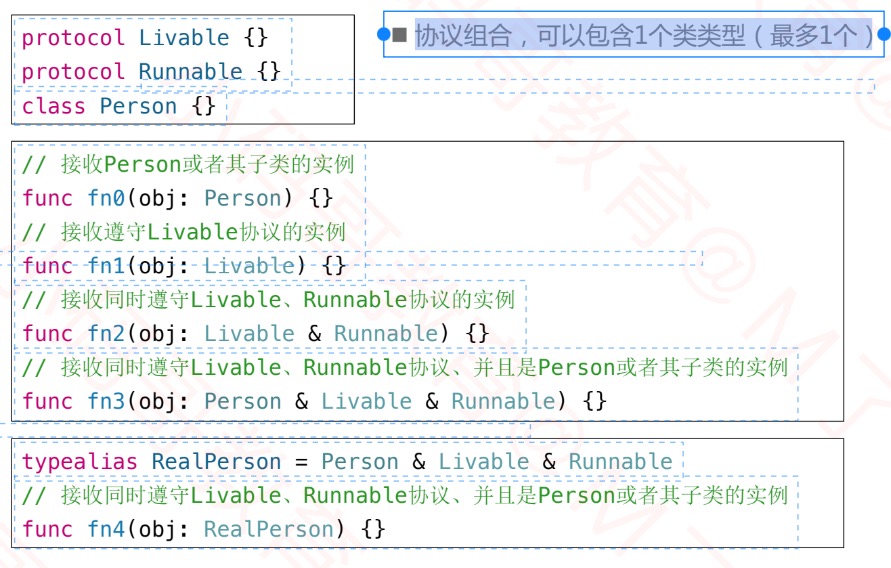 protocol Livable {}
protocol Runnable {}
class Person {}
■ 协议组合，可以包含1个类类型（最多1个）
// 接收Person或者其子类的实例
func fn0(obj: Person) {}
// 接收遵守Livable协议的实例
func fn1(obj: Livable) {}
// 接收同时遵守Livable、Runnable协议的实例
func fn2(obj: Livable & Runnable) {}
// 接收同时遵守Livable、Runnable协议、并且是Person或者其子类的实例
func fn3(obj: Person & Livable & Runnable) {}
typealias RealPerson = Person & Livable & Runnable
// 接收同时遵守Livable、Runnable协议、并且是Person或者其子类的实例
func fn4(obj: RealPerson) {}